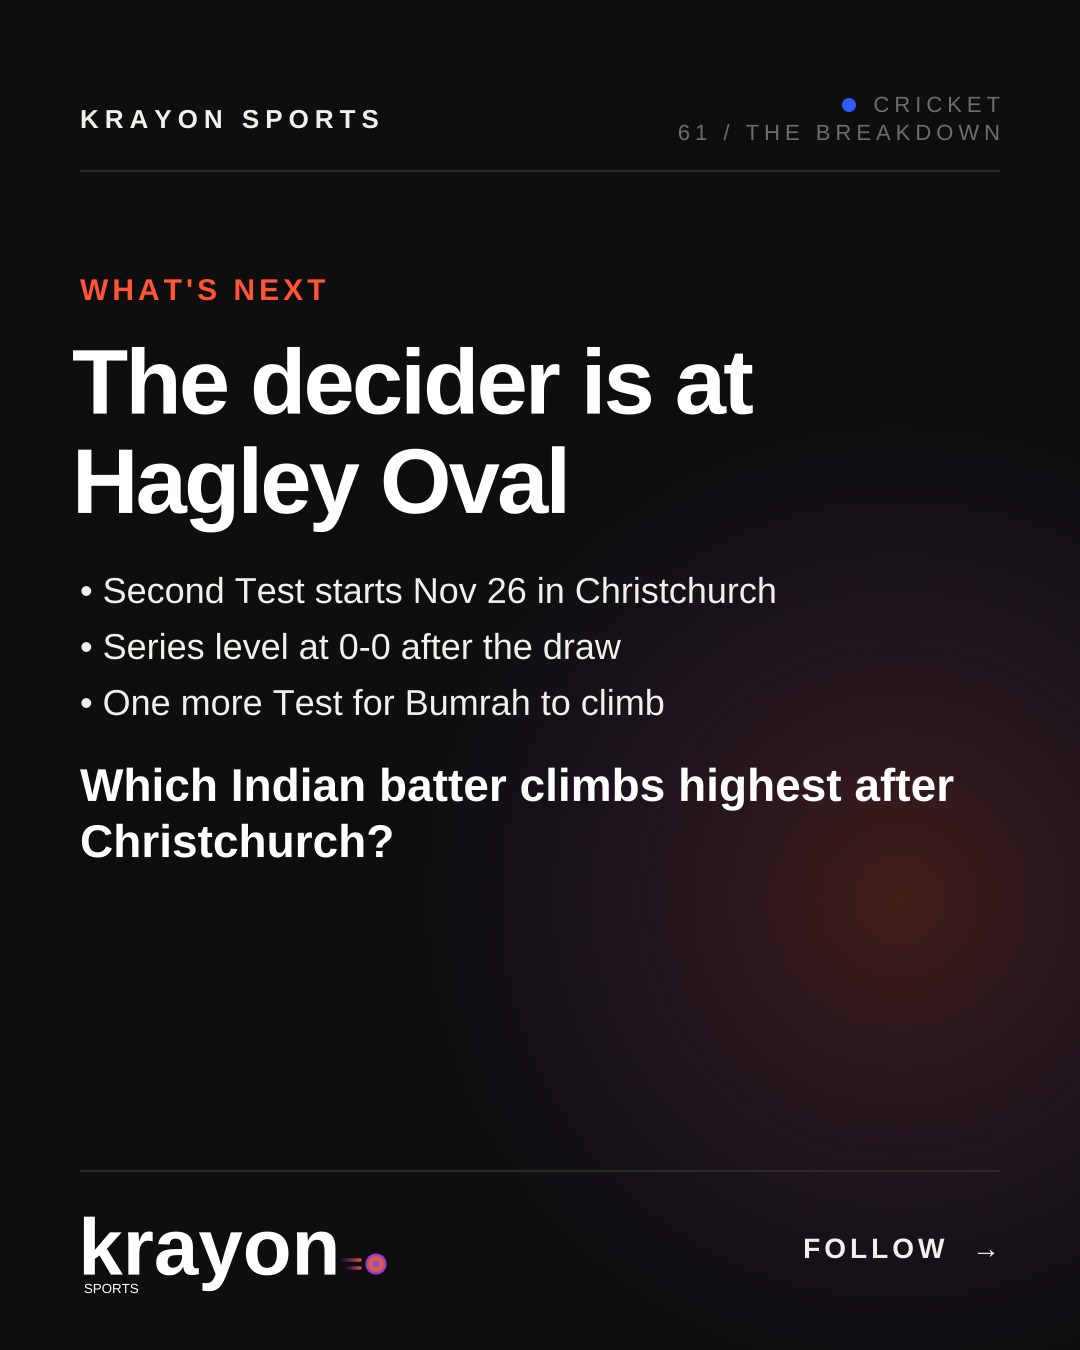 KRAYON SPORTS
CRICKET
61 / THE BREAKDOWN
WHAT'S NEXT
The decider is at
Hagley Oval
• Second Test starts Nov 26 in Christchurch
• Series level at 0-0 after the draw
• One more Test for Bumrah to climb
Which Indian batter climbs highest after
Christchurch?
krayon
SPORTS
FOLLOW →